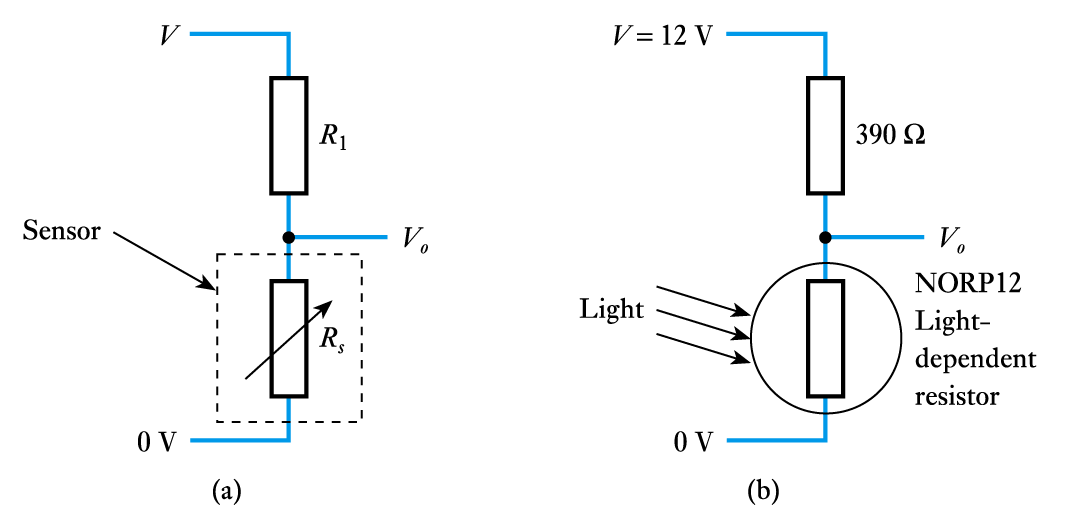 V
R1
Sensor
Vo
Rs
0 V
(a)
V = 12 V
390 Ω
Vo
Light
NORP12
Light-
dependent
resistor
0 V
(b)